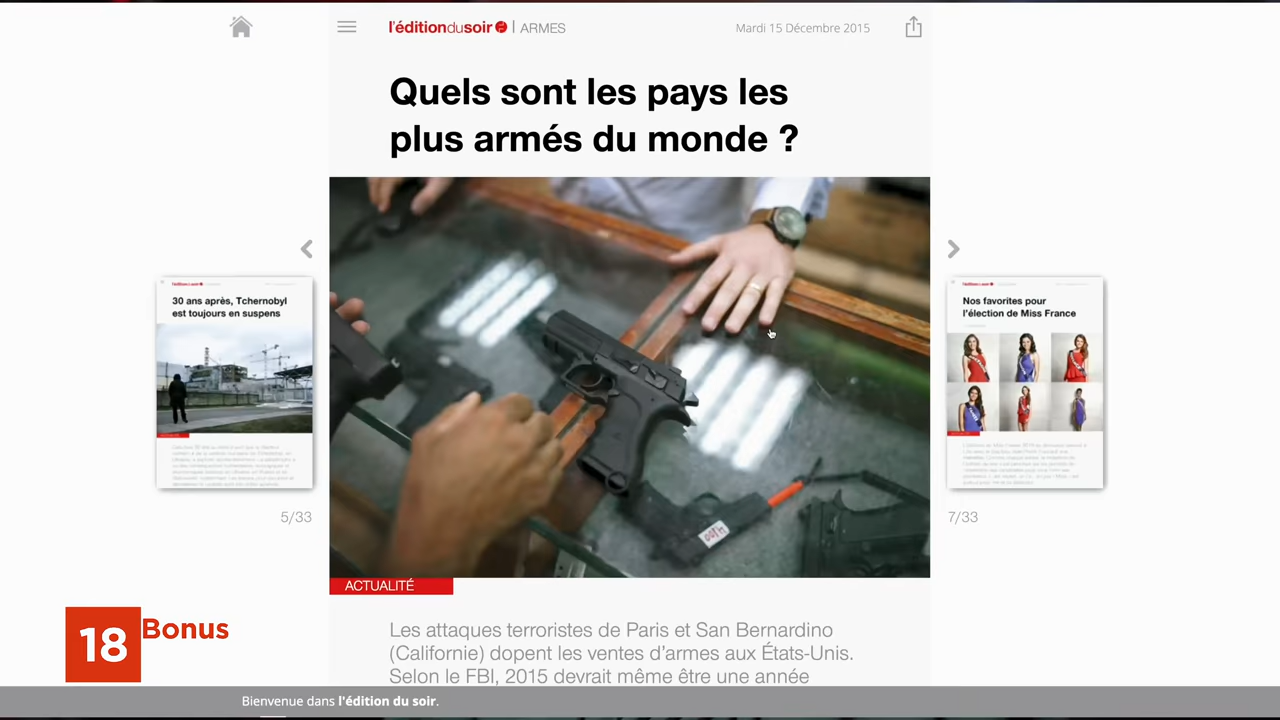 l'éditiondusoir | ARMES
Mardi 15 Décembre 2015
Quels sont les pays les
plus armés du monde ?
30 ans après, Tchernobyl
est toujours en suspens
5/33
Nos favorites pour
l'élection de Miss France
7/33
ACTUALITÉ
Les attaques terroristes de Paris et San Bernardino
(Californie) dopent les ventes d'armes aux États-Unis.
Selon le FBI, 2015 devrait même être une année
18
Bonus
Bienvenue dans l'édition du soir.